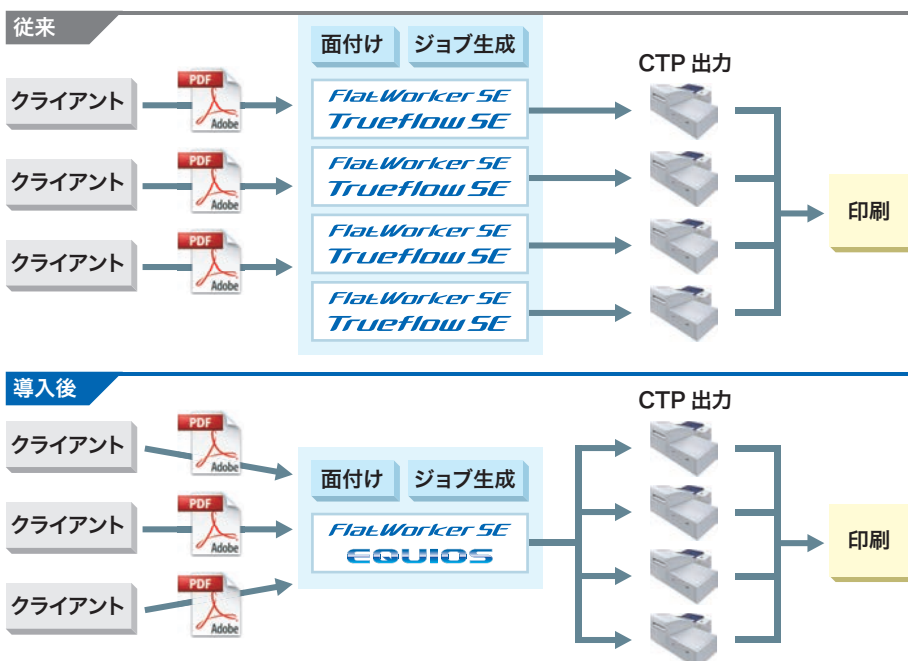 従来
面付け
ジョブ生成
CTP 出力
クライアント
PDF
Adobe
FlatWorker SE
Trueflow SE
クライアント
PDF
Adobe
FlatWorker SE
Trueflow SE
印刷
クライアント
PDF
Adobe
FlatWorker SE
Trueflow SE
FlatWorker SE
Trueflow SE
導入後
CTP 出力
クライアント
PDF
Adobe
面付け
ジョブ生成
クライアント
PDF
Adobe
FlatWorker SE
EQUIOS
印刷
クライアント
PDF
Adobe